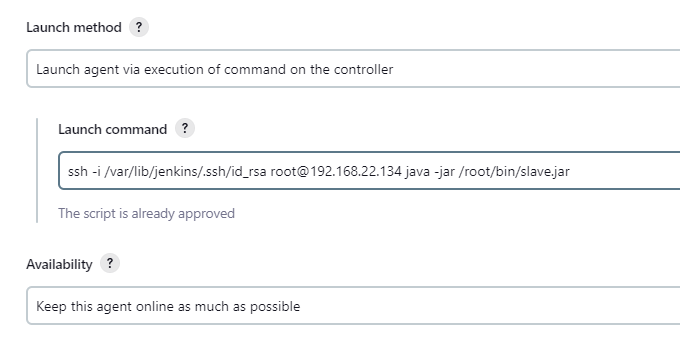 Launch method ?
Launch agent via execution of command on the controller
Launch command ?
ssh -i /var/lib/jenkins/.ssh/id_rsa root@192.168.22.134 java -jar /root/bin/slave.jar
The script is already approved
Availability ?
Keep this agent online as much as possible